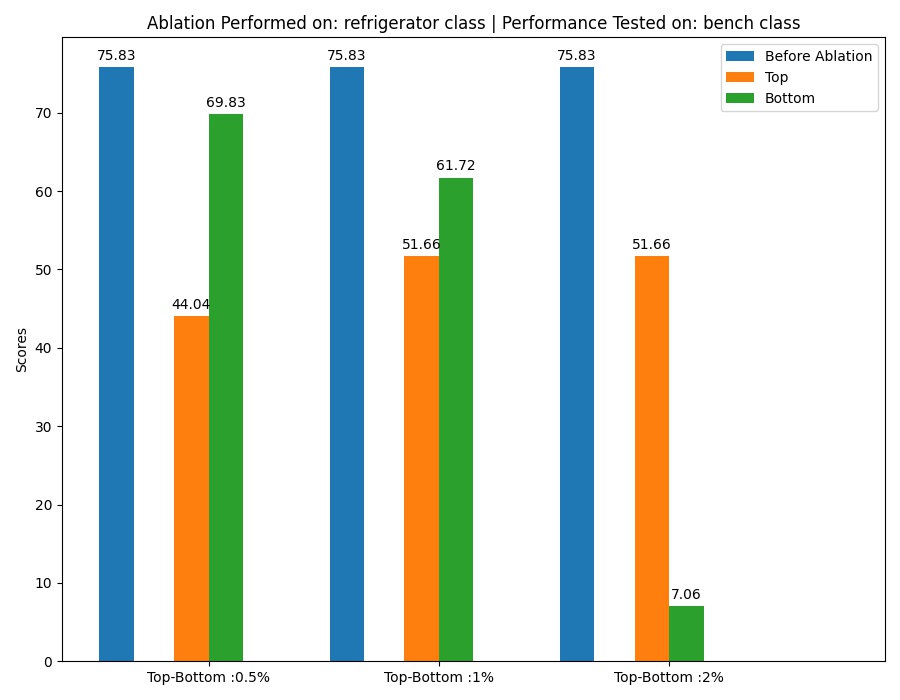 Ablation Performed on: refrigerator class | Performance Tested on: bench class
75.83
75.83
75.83
Before Ablation
Top
Bottom
69.83
61.72
51.66
51.66
44.04
7.06
Scores
70
60
50
40
30
20
10
0
Top-Bottom :0.5%
Top-Bottom :1%
Top-Bottom :2%